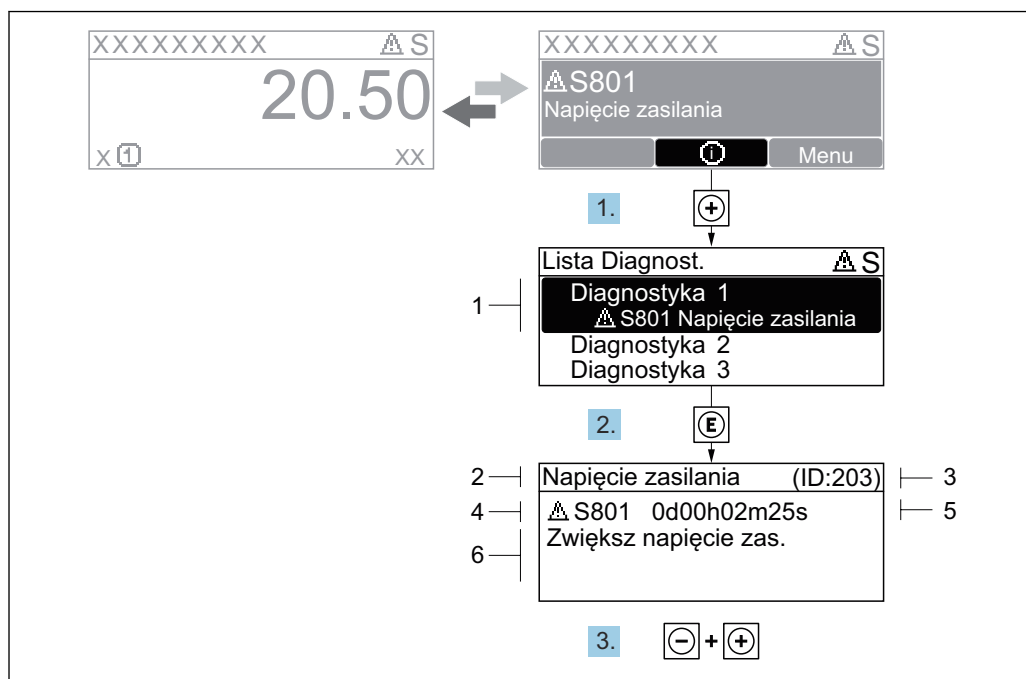 XXXXXXXXX ⚠ S
20.50
X 1 XX
XXXXXXXXX ⚠ S
⚠ S801
Napięcie zasilania
i Menu
1. +
Lista Diagnost. ⚠ S
1
Diagnostyka 1
⚠ S801 Napięcie zasilania
Diagnostyka 2
Diagnostyka 3
2. E
2 Napięcie zasilania (ID:203) 3
4 ⚠ S801 0d00h02m25s 5
6 Zwiększ napięcie zas.
3. - + +